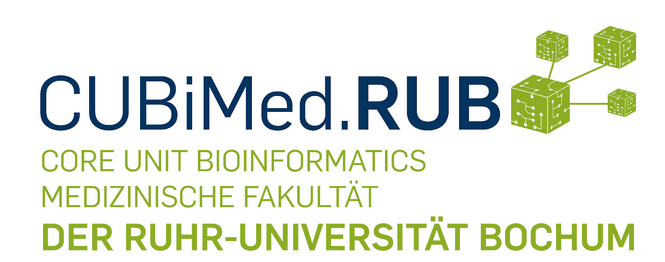 CUBiMed.RUB
CORE UNIT BIOINFORMATICS
MEDIZINISCHE FAKULTÄT
DER RUHR-UNIVERSITÄT BOCHUM